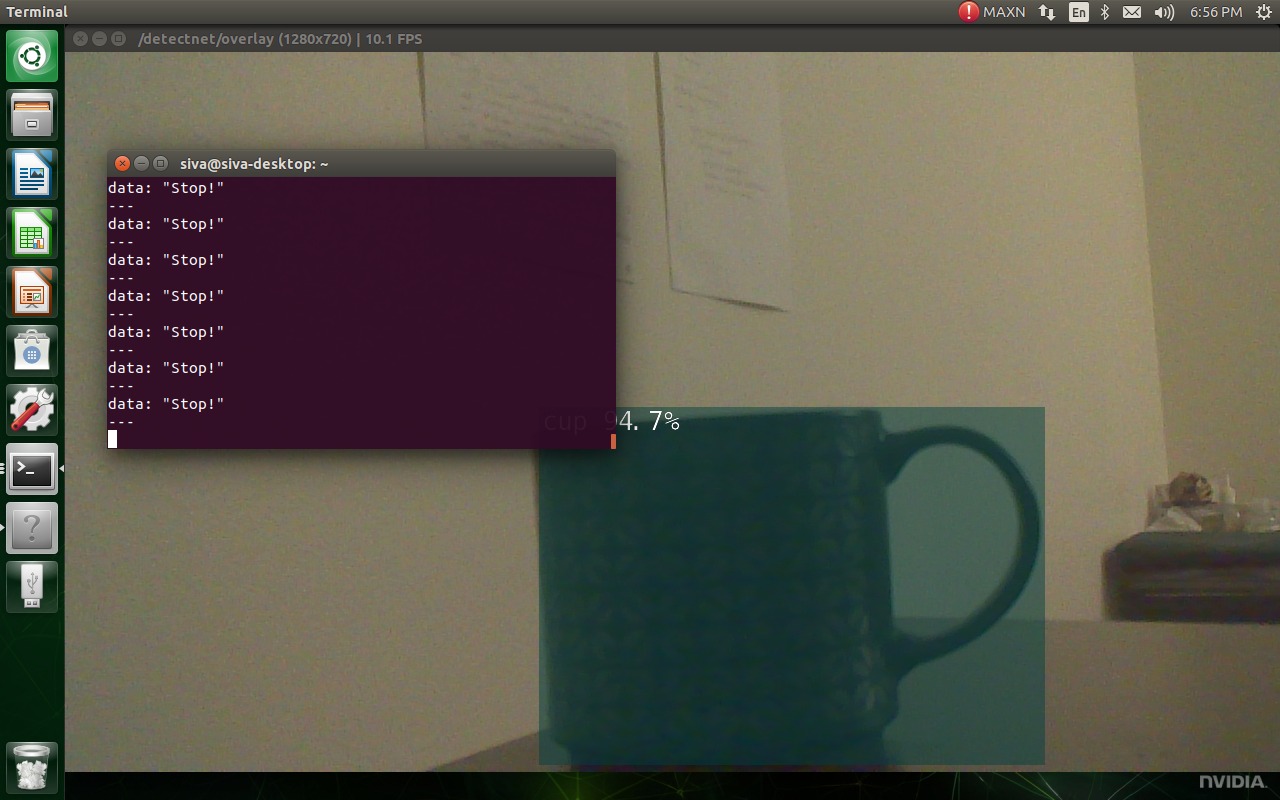 Terminal
MAXN
En
6:56 PM
/detectnet/overlay (1280x720) | 10.1 FPS
siva@siva-desktop: ~
data: "Stop!"
---
data: "Stop!"
---
data: "Stop!"
---
data: "Stop!"
---
data: "Stop!"
---
data: "Stop!"
---
data: "Stop!"
---
cup 94.7%
NVIDIA.